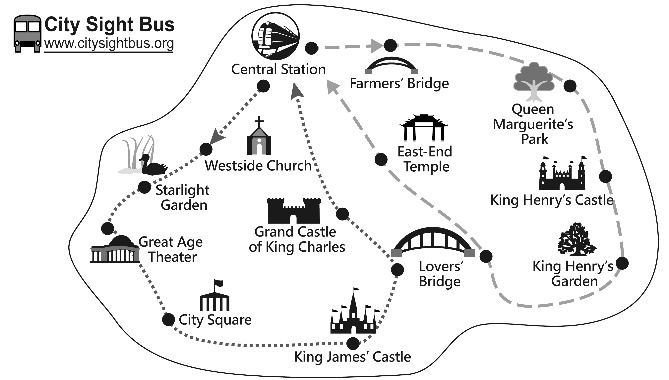 City Sight Bus
www.citysightbus.org
Central Station
Farmers' Bridge
Queen
Marguerite's
Park
Westside Church
East-End
Temple
Starlight
Garden
King Henry's Castle
Grand Castle
of King Charles
Great Age
Theater
Lovers'
Bridge
King Henry's
Garden
City Square
King James' Castle